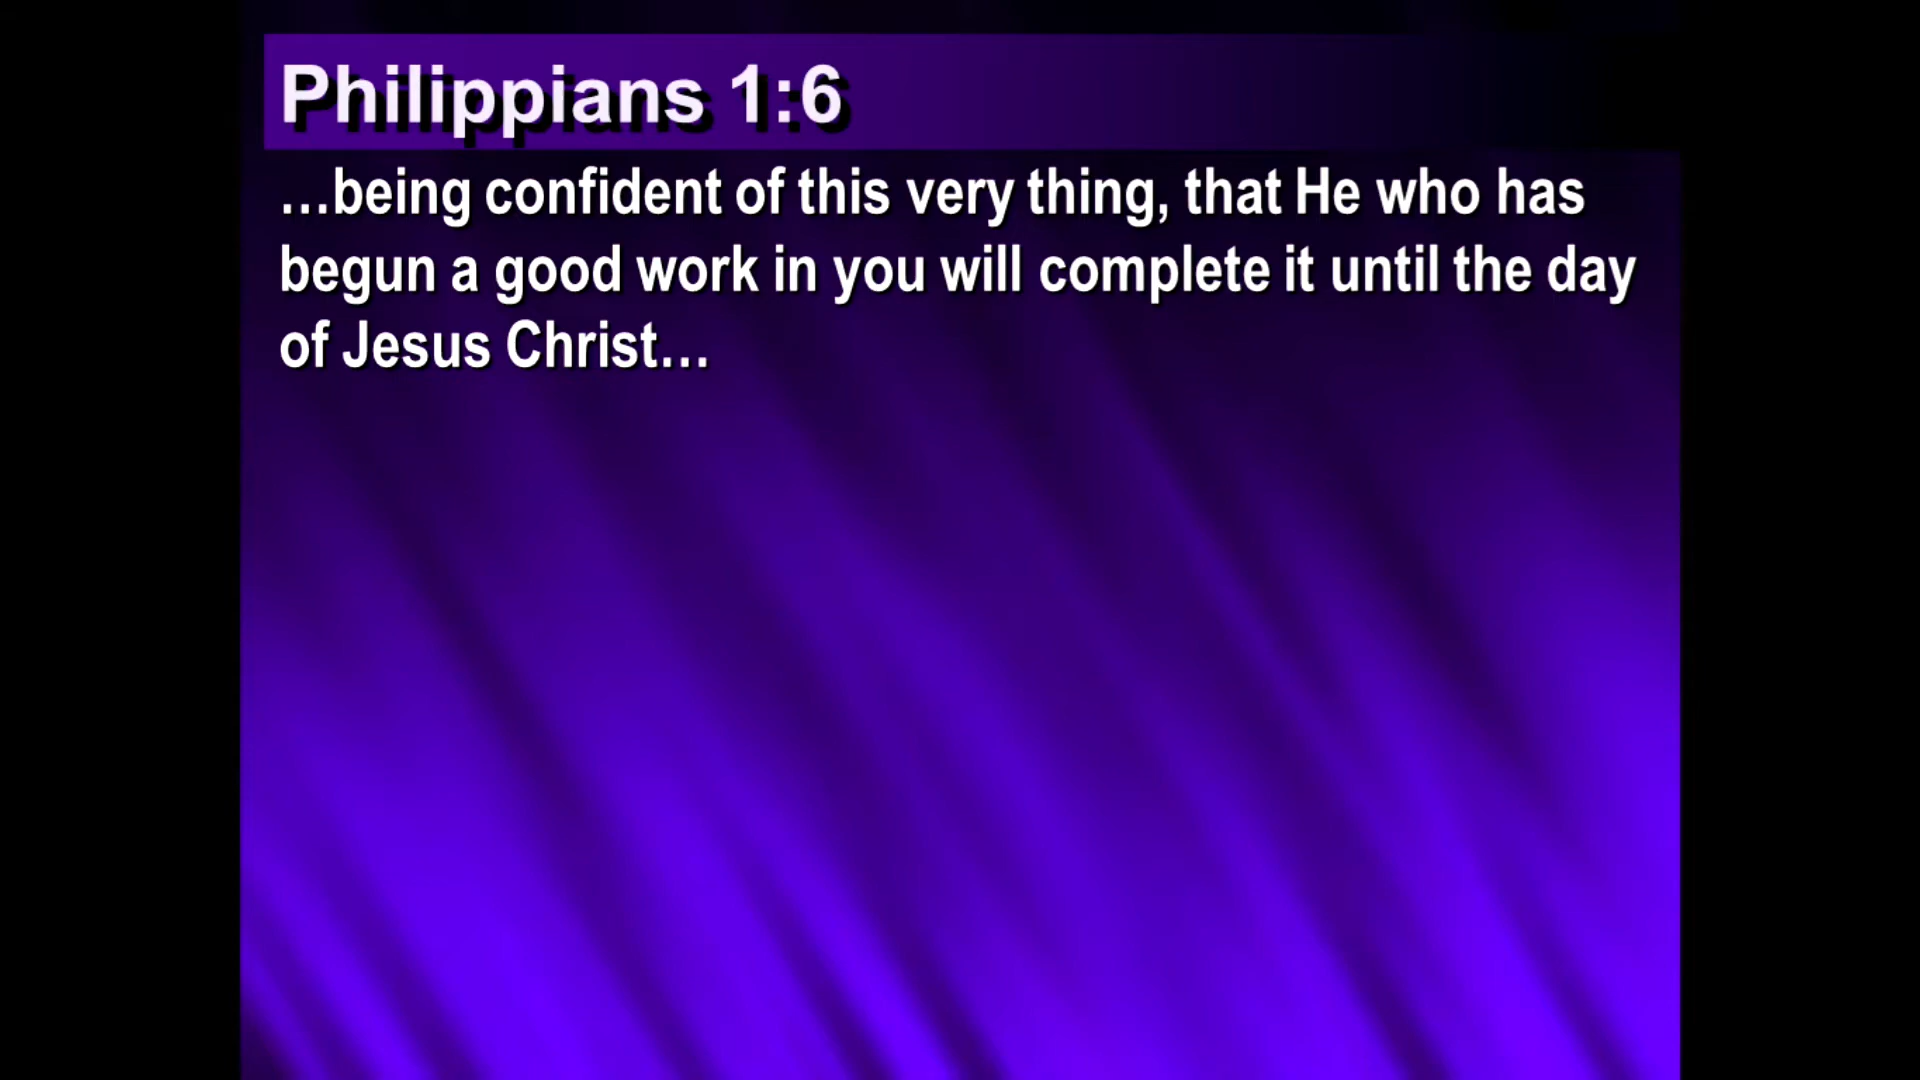 Philippians 1:6
…being confident of this very thing, that He who has
begun a good work in you will complete it until the day
of Jesus Christ…